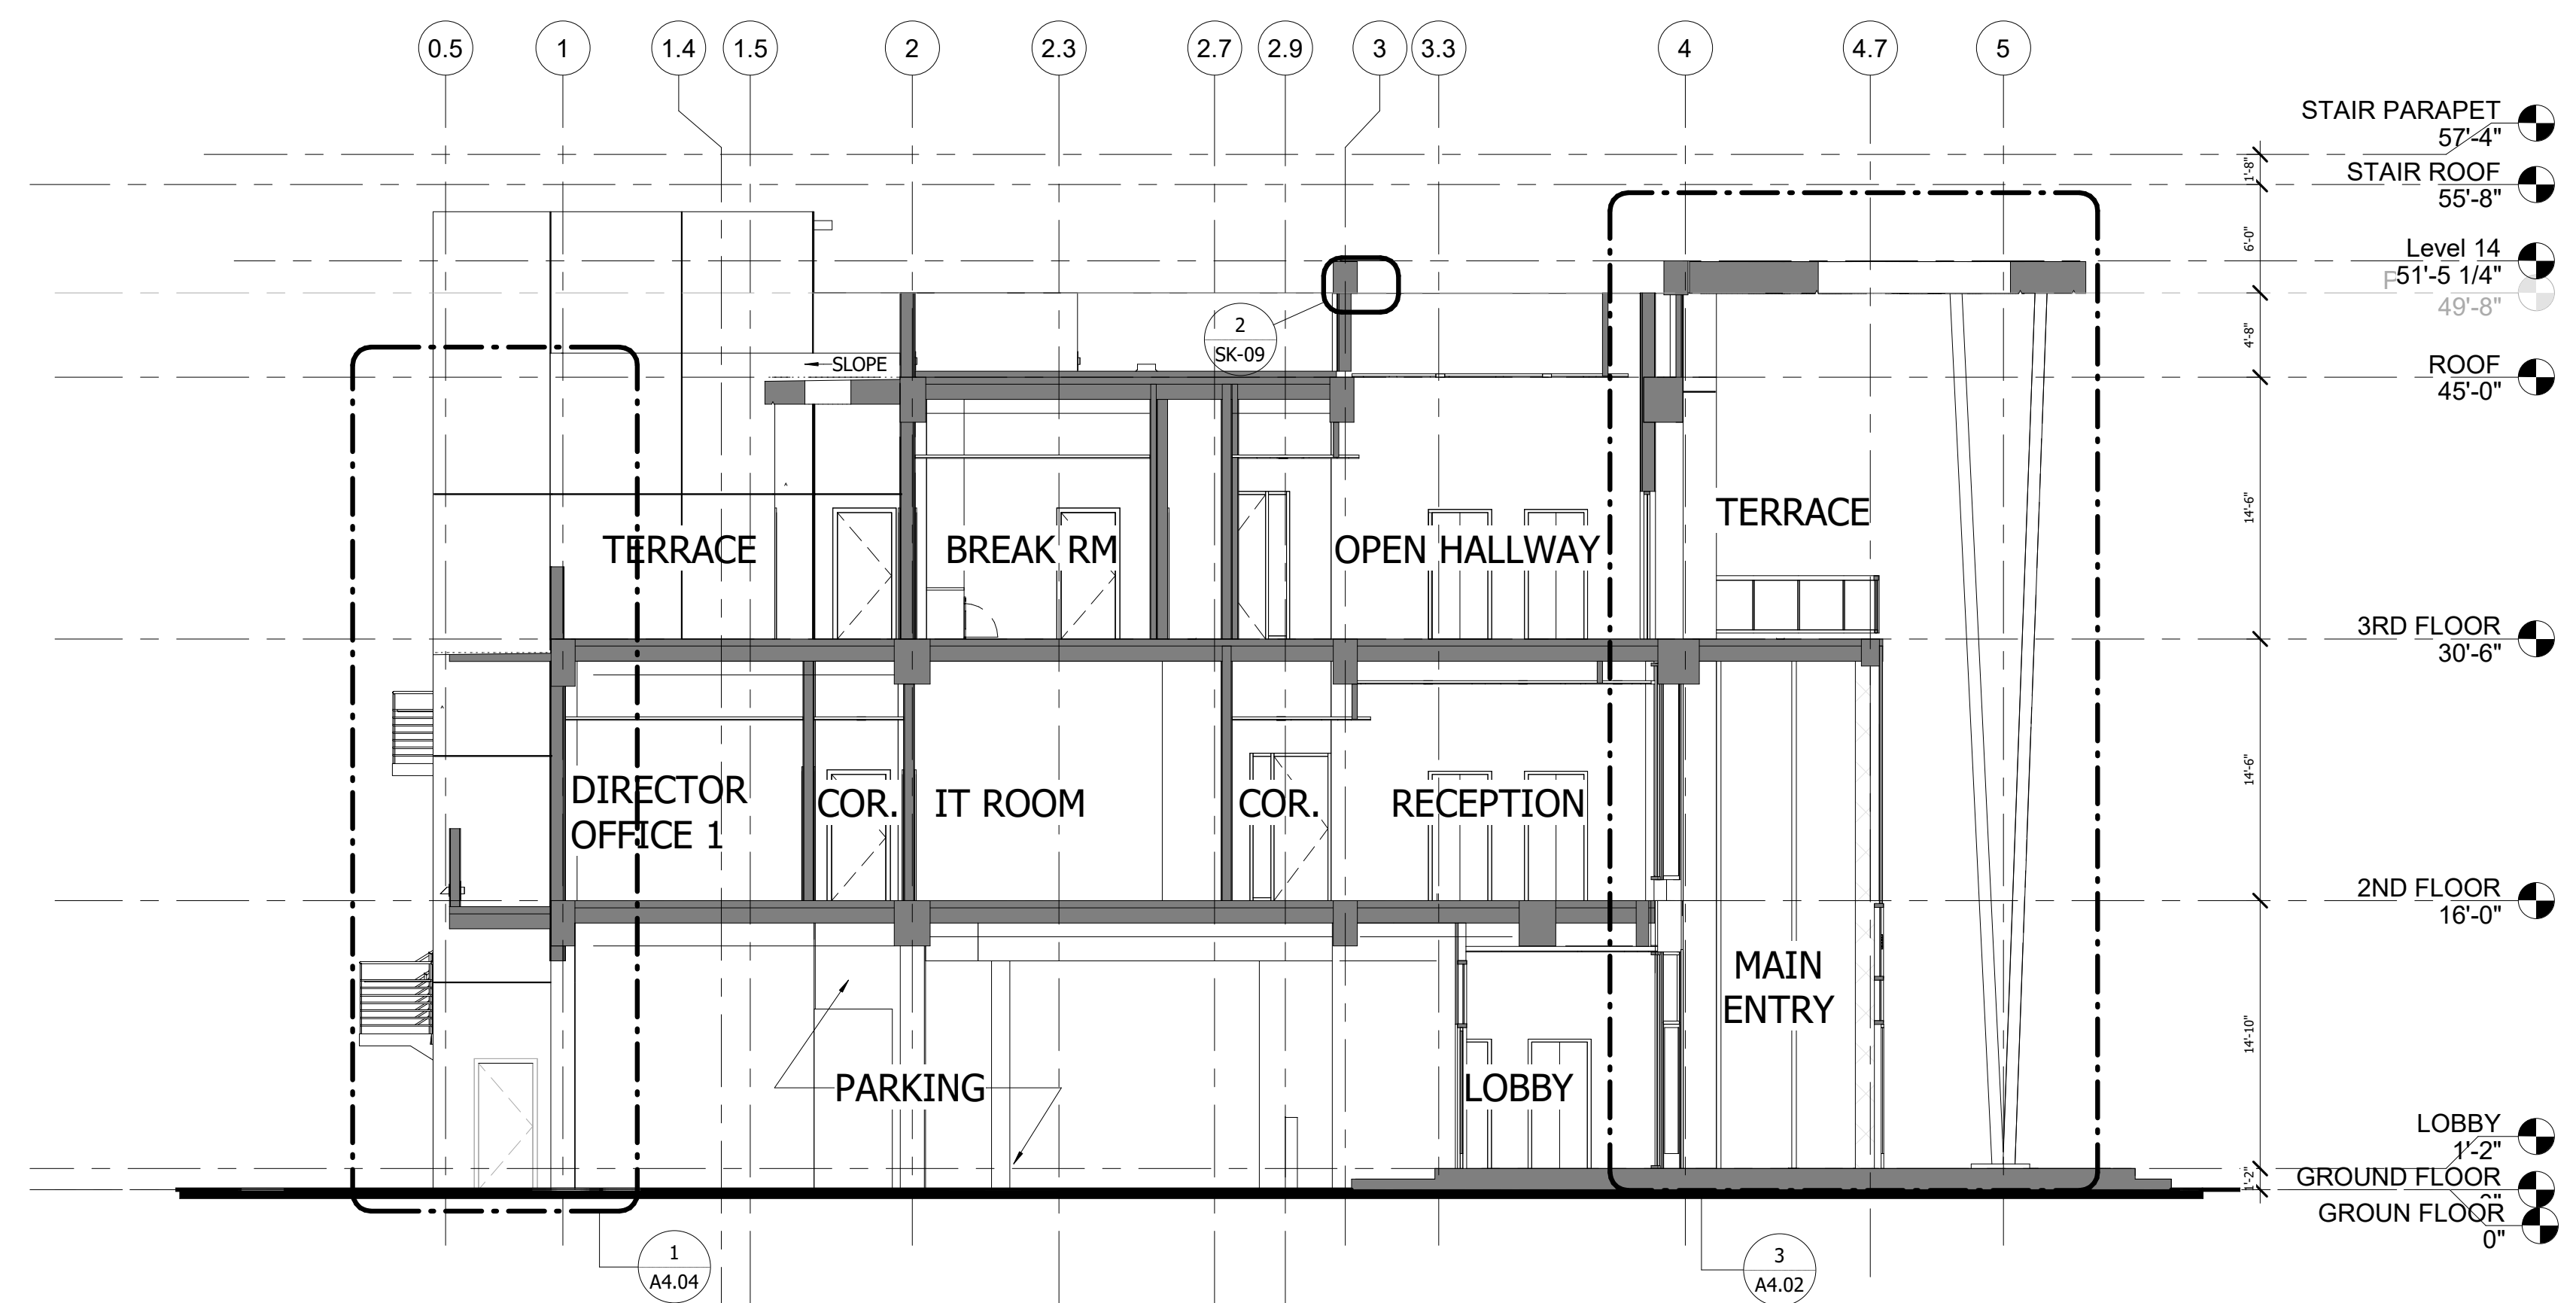 0.5 1 1.4 1.5 2 2.3 2.7 2.9 3 3.3 4 4.7 5
STAIR PARAPET
57'-4"
1'-8"
STAIR ROOF
55'-8"
6'-0"
Level 14
51'-5 1/4"
P
49'-8"
4'-8"
2
SK-09
SLOPE
ROOF
45'-0"
14'-6"
TERRACE
BREAK RM
OPEN HALLWAY
TERRACE
3RD FLOOR
30'-6"
14'-6"
DIRECTOR
OFFICE 1
COR.
IT ROOM
COR.
RECEPTION
2ND FLOOR
16'-0"
MAIN
ENTRY
14'-10"
PARKING
LOBBY
LOBBY
1'-2"
1'-2"
GROUND FLOOR
0"
GROUN FLOOR
0"
1
A4.04
3
A4.02